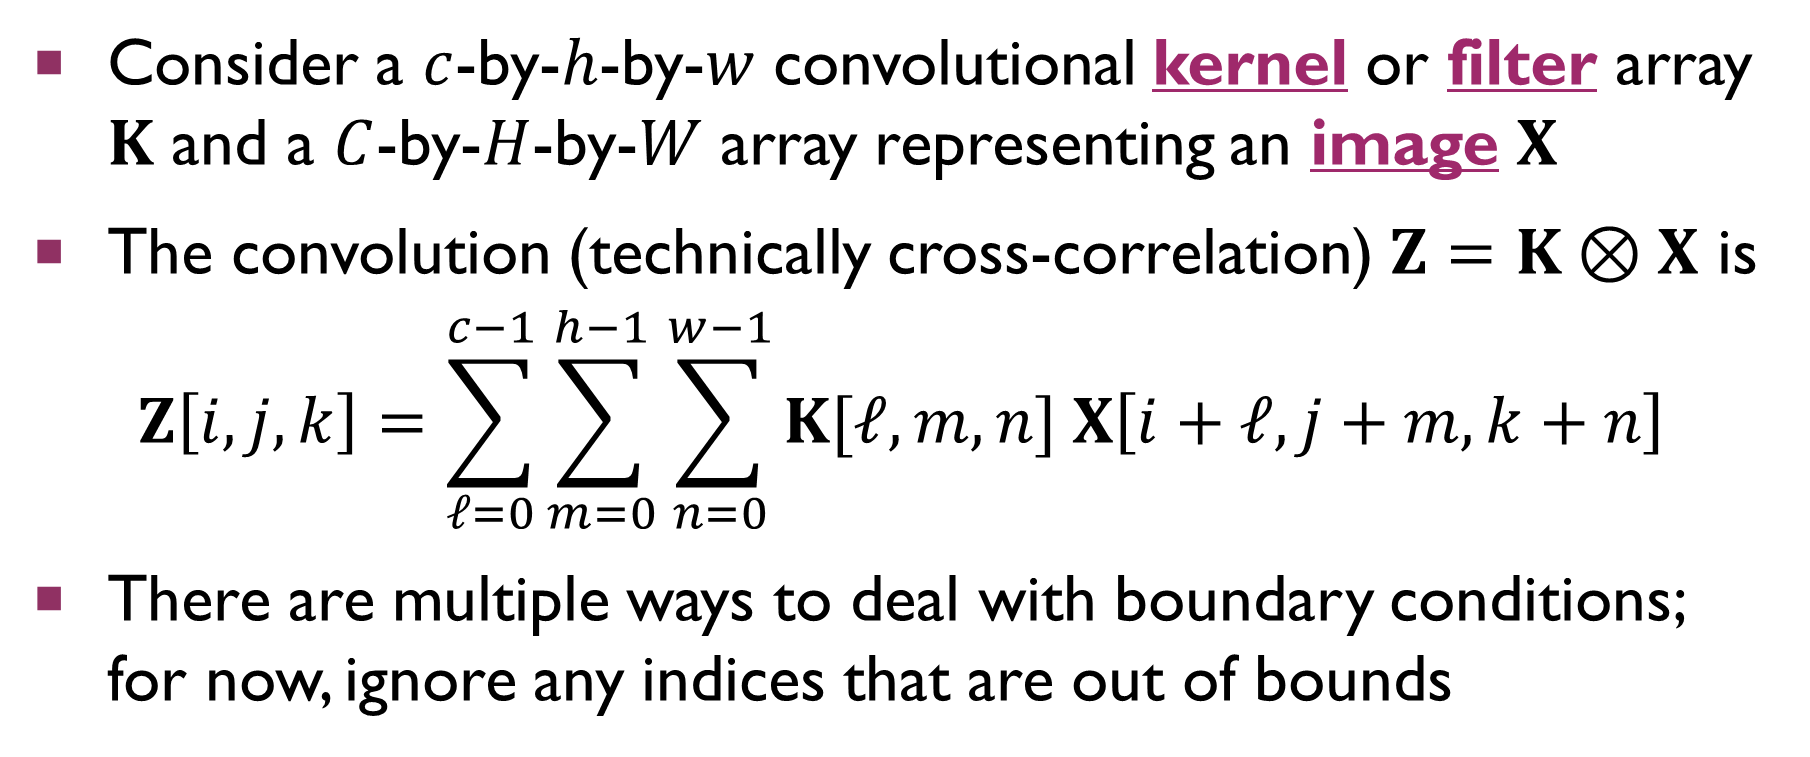 ▪ Consider a c-by-h-by-w convolutional kernel or filter array
K and a C-by-H-by-W array representing an image X
▪ The convolution (technically cross-correlation) Z = K ⊗ X is
Z[i, j, k] = ∑_{ℓ=0}^{c−1} ∑_{m=0}^{h−1} ∑_{n=0}^{w−1} K[ℓ, m, n] X[i + ℓ, j + m, k + n]
▪ There are multiple ways to deal with boundary conditions;
for now, ignore any indices that are out of bounds